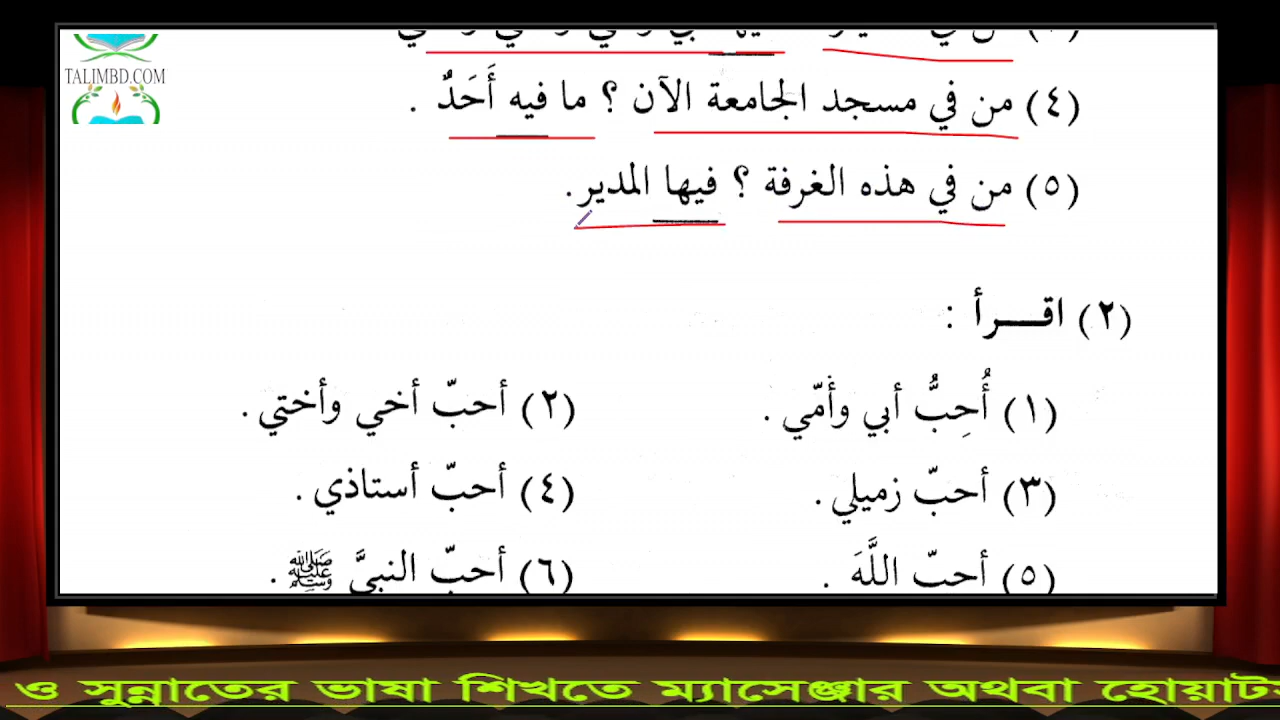 TALIMBD.COM
(٤) من في مسجد الجامعة الآن ؟ ما فيه أَحَدٌ .
(٥) من في هذه الغرفة ؟ فيها المدير .
(٢) اقـــرأ :
(١) أُحِبُّ أبي وأمّي . (٢) أحبّ أخي وأختي .
(٣) أحبّ زميلي . (٤) أحبّ أستاذي .
(٥) أحبّ اللَّهَ . (٦) أحبّ النبيَّ ﷺ .
ও সুন্নাতের ভাষা শিখতে ম্যাসেঞ্জার অথবা